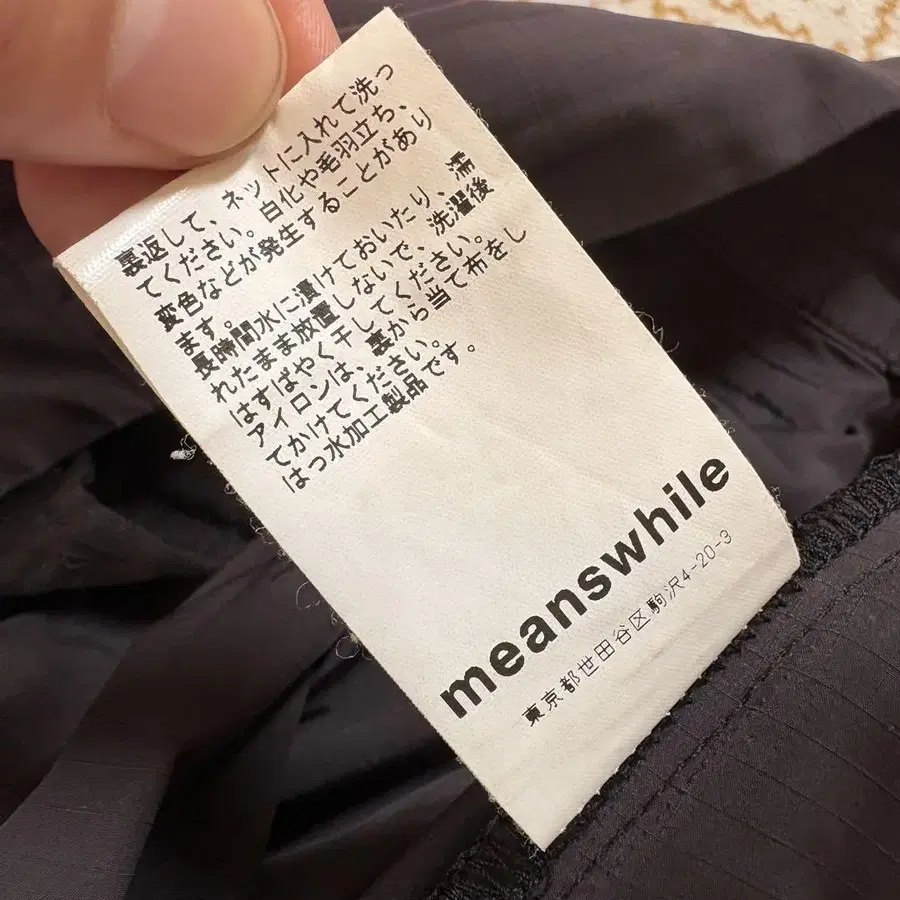 裏返して、ネットに入れて洗っ
てください。白化や毛羽立ち、
変色などが発生することがあり
ます。
長時間水に漬けておいたり、濡
れたまま放置しないで、洗濯後
はすばやく干してください。
アイロンは、裏から当て布をし
てかけてください。
はっ水加工製品です。
meanswhile
東京都世田谷区駒沢4-20-3